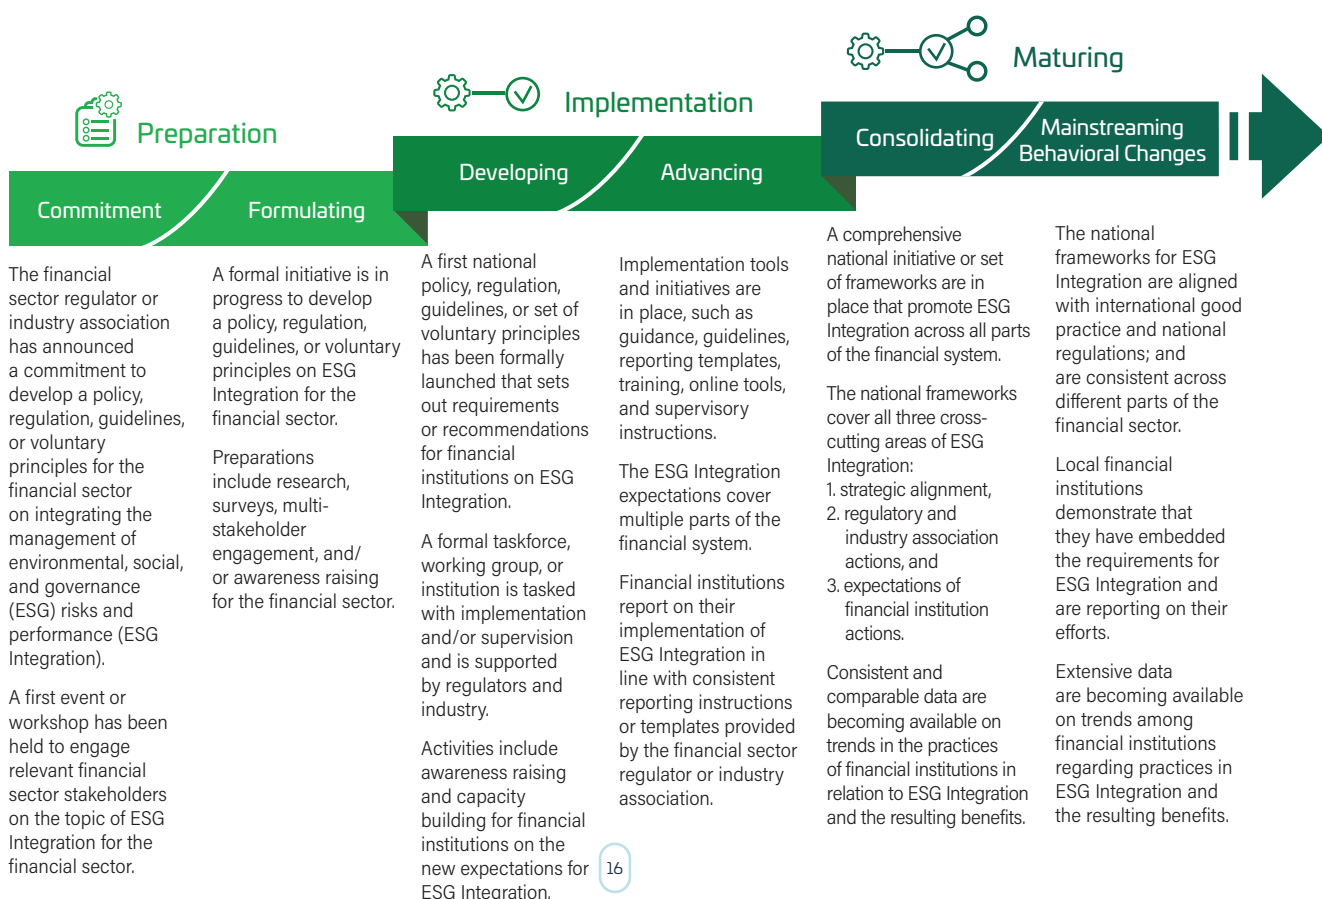 Preparation
Commitment
Formulating
The financial
sector regulator or
industry association
has announced
a commitment to
develop a policy,
regulation, guidelines,
or voluntary
principles for the
financial sector
on integrating the
management of
environmental, social,
and governance
(ESG) risks and
performance (ESG
Integration).
A first event or
workshop has been
held to engage
relevant financial
sector stakeholders
on the topic of ESG
Integration for the
financial sector.
A formal initiative is in
progress to develop
a policy, regulation,
guidelines, or voluntary
principles on ESG
Integration for the
financial sector.
Preparations
include research,
surveys, multi-
stakeholder
engagement, and/
or awareness raising
for the financial sector.
Implementation
Developing
Advancing
A first national
policy, regulation,
guidelines, or set of
voluntary principles
has been formally
launched that sets
out requirements
or recommendations
for financial
institutions on ESG
Integration.
A formal taskforce,
working group, or
institution is tasked
with implementation
and/or supervision
and is supported
by regulators and
industry.
Activities include
awareness raising
and capacity
building for financial
institutions on the
new expectations for
ESG Integration.
Implementation tools
and initiatives are
in place, such as
guidance, guidelines,
reporting templates,
training, online tools,
and supervisory
instructions.
The ESG Integration
expectations cover
multiple parts of the
financial system.
Financial institutions
report on their
implementation of
ESG Integration in
line with consistent
reporting instructions
or templates provided
by the financial sector
regulator or industry
association.
Maturing
Consolidating
Mainstreaming
Behavioral Changes
A comprehensive
national initiative or set
of frameworks are in
place that promote ESG
Integration across all parts
of the financial system.
The national frameworks
cover all three cross-
cutting areas of ESG
Integration:
1. strategic alignment,
2. regulatory and
industry association
actions, and
3. expectations of
financial institution
actions.
Consistent and
comparable data are
becoming available on
trends in the practices
of financial institutions in
relation to ESG Integration
and the resulting benefits.
The national
frameworks for ESG
Integration are aligned
with international good
practice and national
regulations; and
are consistent across
different parts of the
financial sector.
Local financial
institutions
demonstrate that
they have embedded
the requirements for
ESG Integration and
are reporting on their
efforts.
Extensive data
are becoming available
on trends among
financial institutions
regarding practices in
ESG Integration and
the resulting benefits.
16